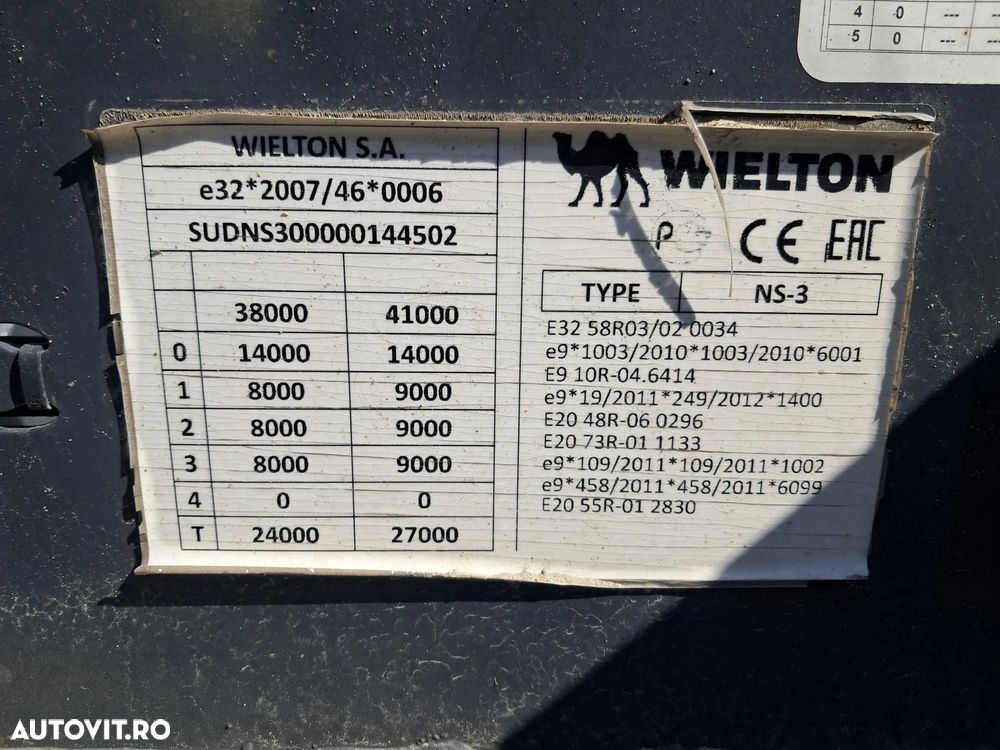 4 0 --- ---
5 0 --- ---
WIELTON S.A.
e32*2007/46*0006
SUDNS300000144502
38000 41000
0 14000 14000
1 8000 9000
2 8000 9000
3 8000 9000
4 0 0
T 24000 27000
WIELTON
P CE EAC
TYPE NS-3
E32 58R03/02 0034
e9*1003/2010*1003/2010*6001
E9 10R-04.6414
e9*19/2011*249/2012*1400
E20 48R-06 0296
E20 73R-01 1133
e9*109/2011*109/2011*1002
e9*458/2011*458/2011*6099
E20 55R-01 2830
AUTOVIT.RO